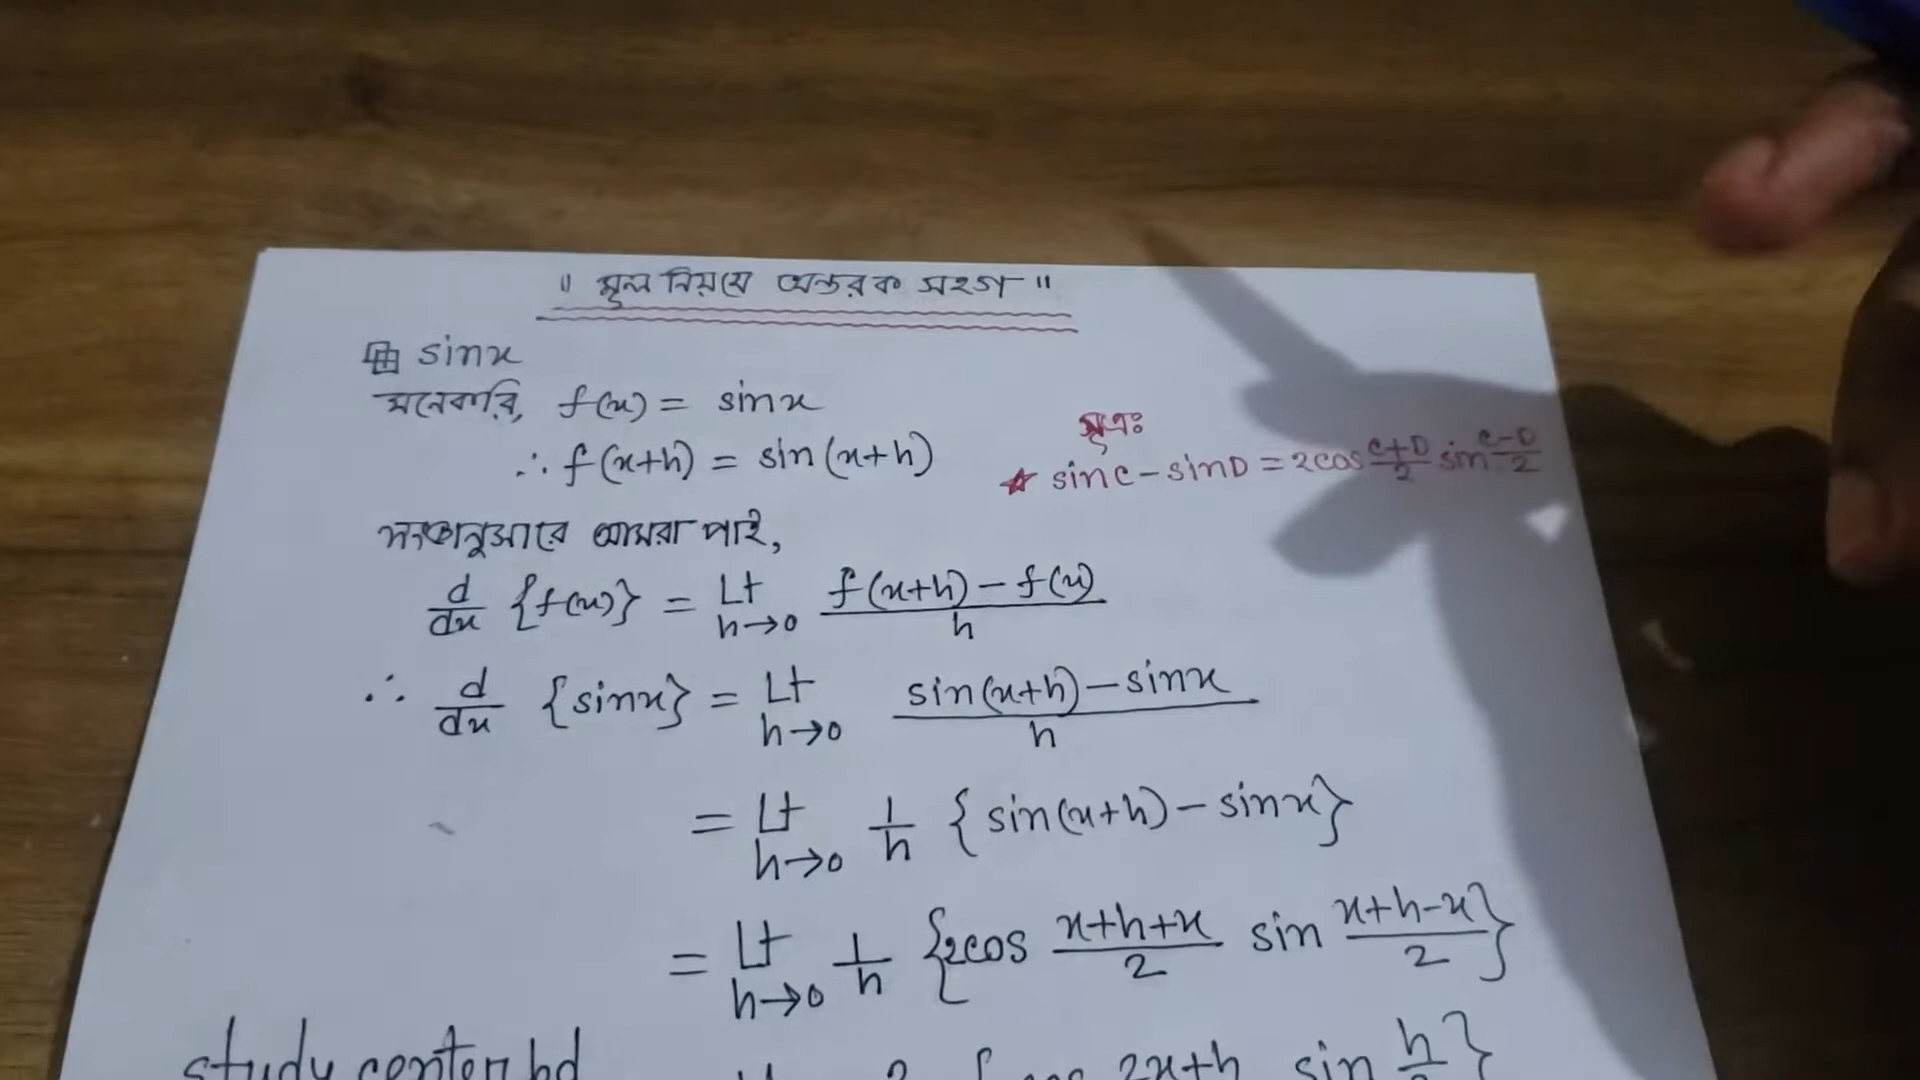 " মূল নিয়মে অন্তরক সহগ "
sinx
মনেকরি, f(x) = sinx
∴ f(x+h) = sin(x+h)
সূত্রঃ
★ sinC-sinD = 2cos (C+D)/2 sin (C-D)/2
সংজ্ঞানুসারে আমরা পাই,
d/dx {f(x)} = Lt h→0 (f(x+h) - f(x))/h
∴ d/dx {sinx} = Lt h→0 (sin(x+h) - sinx)/h
= Lt h→0 1/h {sin(x+h) - sinx}
= Lt h→0 1/h {2cos (x+h+x)/2 sin (x+h-x)/2}
2x+h sin h }
study center bd